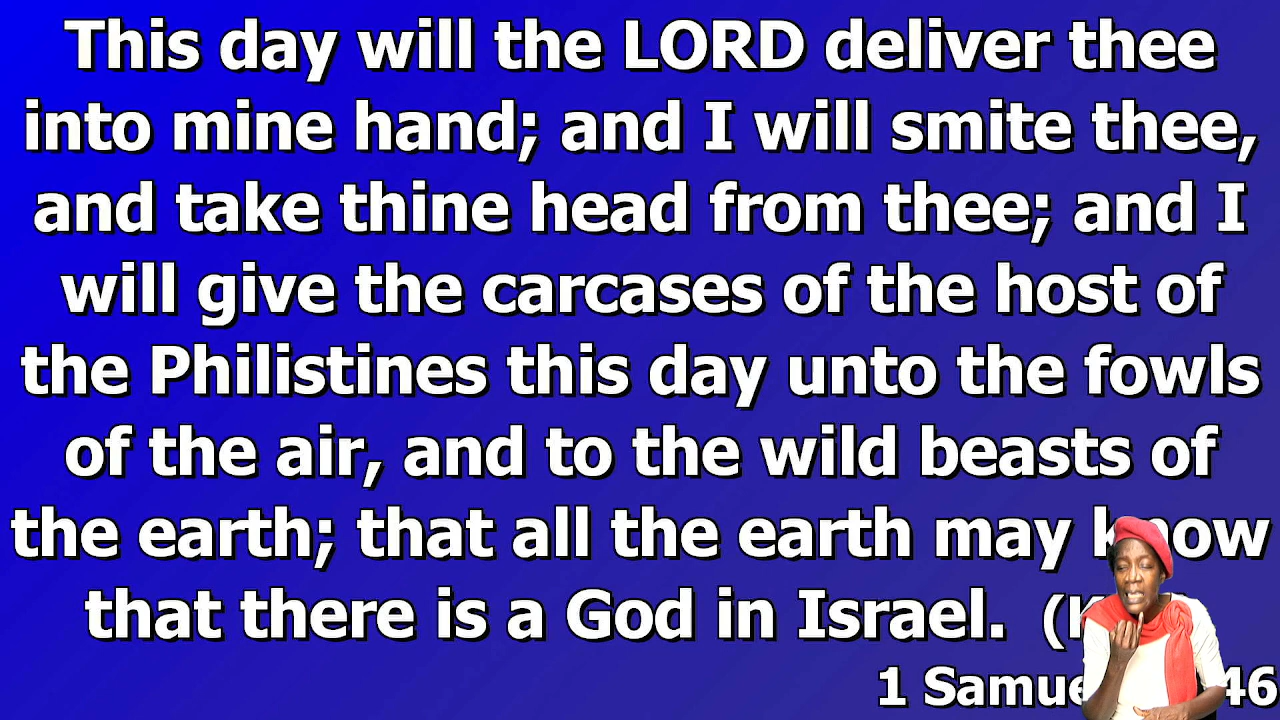 This day will the LORD deliver thee
into mine hand; and I will smite thee,
and take thine head from thee; and I
will give the carcases of the host of
the Philistines this day unto the fowls
of the air, and to the wild beasts of
the earth; that all the earth may know
that there is a God in Israel.
1 Samuel 46